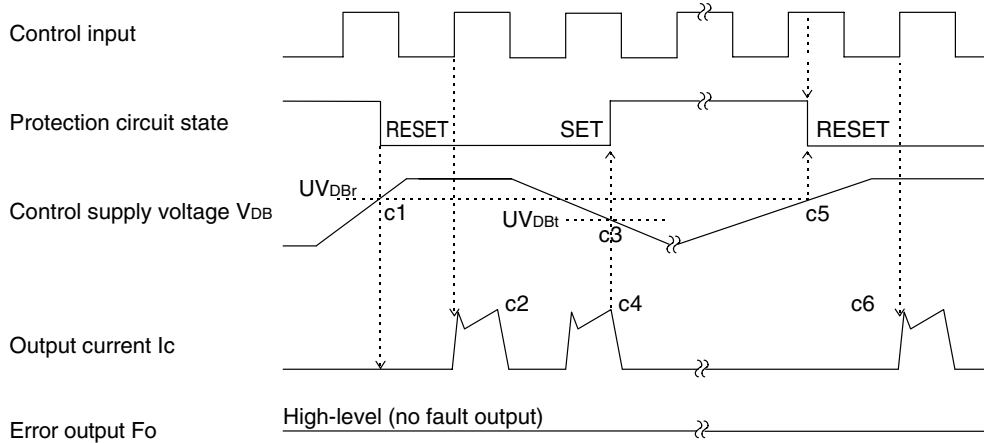 Control input
Protection circuit state
RESET
SET
RESET
UVDBr
Control supply voltage VDB
c1
UVDBt
c3
c5
c2
c4
c6
Output current Ic
High-level (no fault output)
Error output Fo